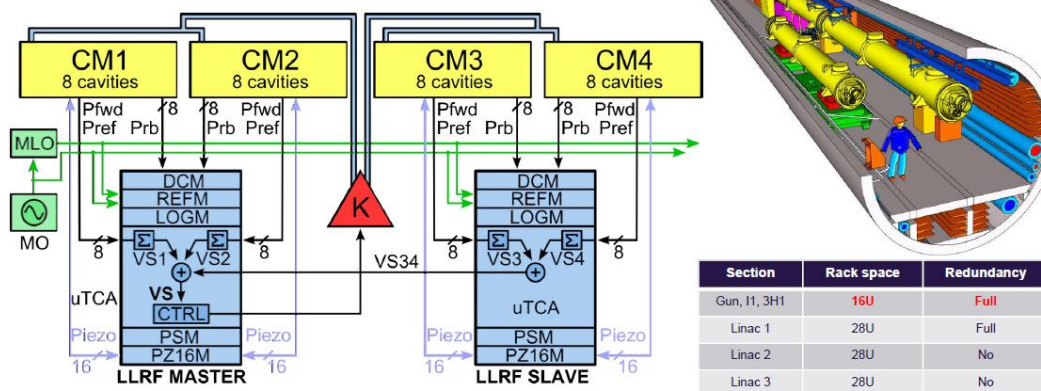 CM1
8 cavities
CM2
8 cavities
CM3
8 cavities
CM4
8 cavities
Pfwd
Pref
8
Prb
8
Pfwd
Pref
Pfwd
Pref
8
Prb
8
Pfwd
Pref
MLO
MO
DCM
REFM
LOGM
8
Σ
VS1
Σ
VS2
8
+
VS
CTRL
uTCA
PSM
PZ16M
Piezo
16
Piezo
16
LLRF MASTER
K
VS34
DCM
REFM
LOGM
8
Σ
VS3
Σ
VS4
8
+
uTCA
PSM
PZ16M
Piezo
16
Piezo
16
LLRF SLAVE
Section Rack space Redundancy
Gun, I1, 3H1 16U Full
Linac 1 28U Full
Linac 2 28U No
Linac 3 28U No